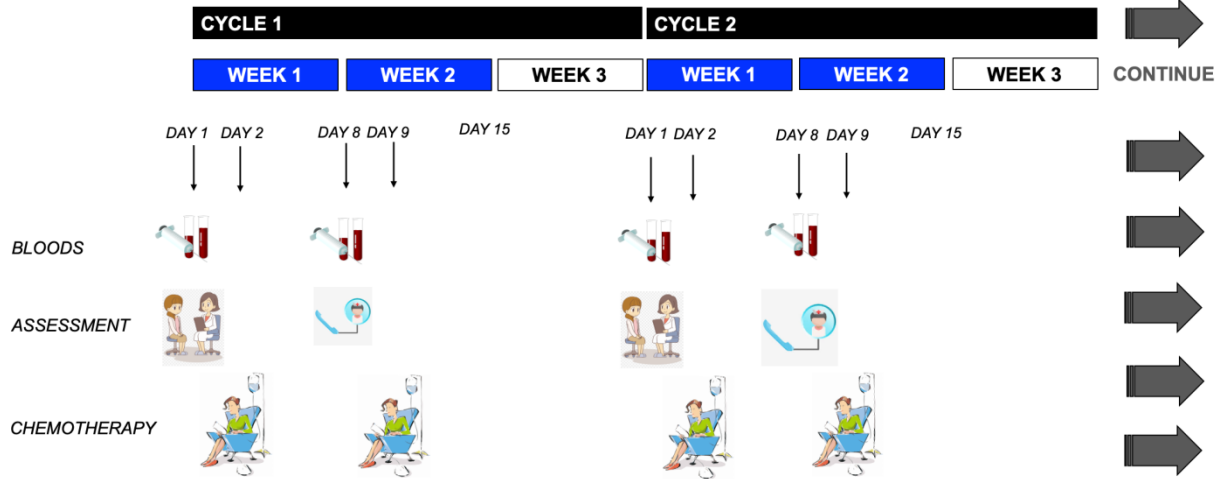 CYCLE 1 CYCLE 2
WEEK 1 WEEK 2 WEEK 3 WEEK 1 WEEK 2 WEEK 3 CONTINUE
DAY 1 DAY 2 DAY 8 DAY 9 DAY 15 DAY 1 DAY 2 DAY 8 DAY 9 DAY 15
BLOODS
ASSESSMENT
CHEMOTHERAPY